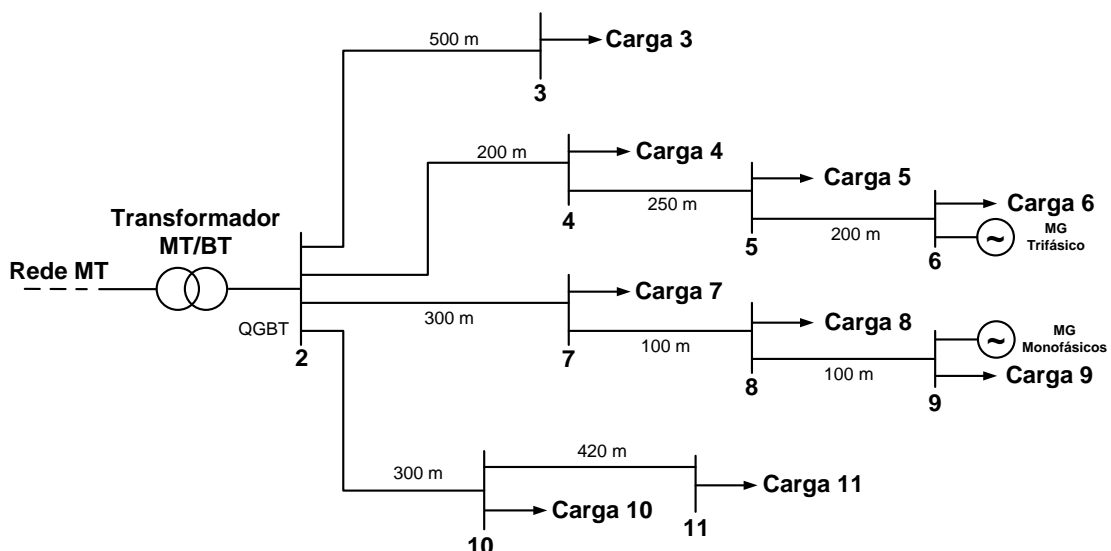 500 m
Carga 3
3
200 m
Carga 4
4
250 m
Carga 5
5
200 m
Carga 6
MG
Trifásico
6
Transformador
MT/BT
Rede MT
QGBT
2
300 m
Carga 7
7
100 m
Carga 8
8
100 m
MG
Monofásicos
Carga 9
9
300 m
420 m
Carga 10
10
Carga 11
11